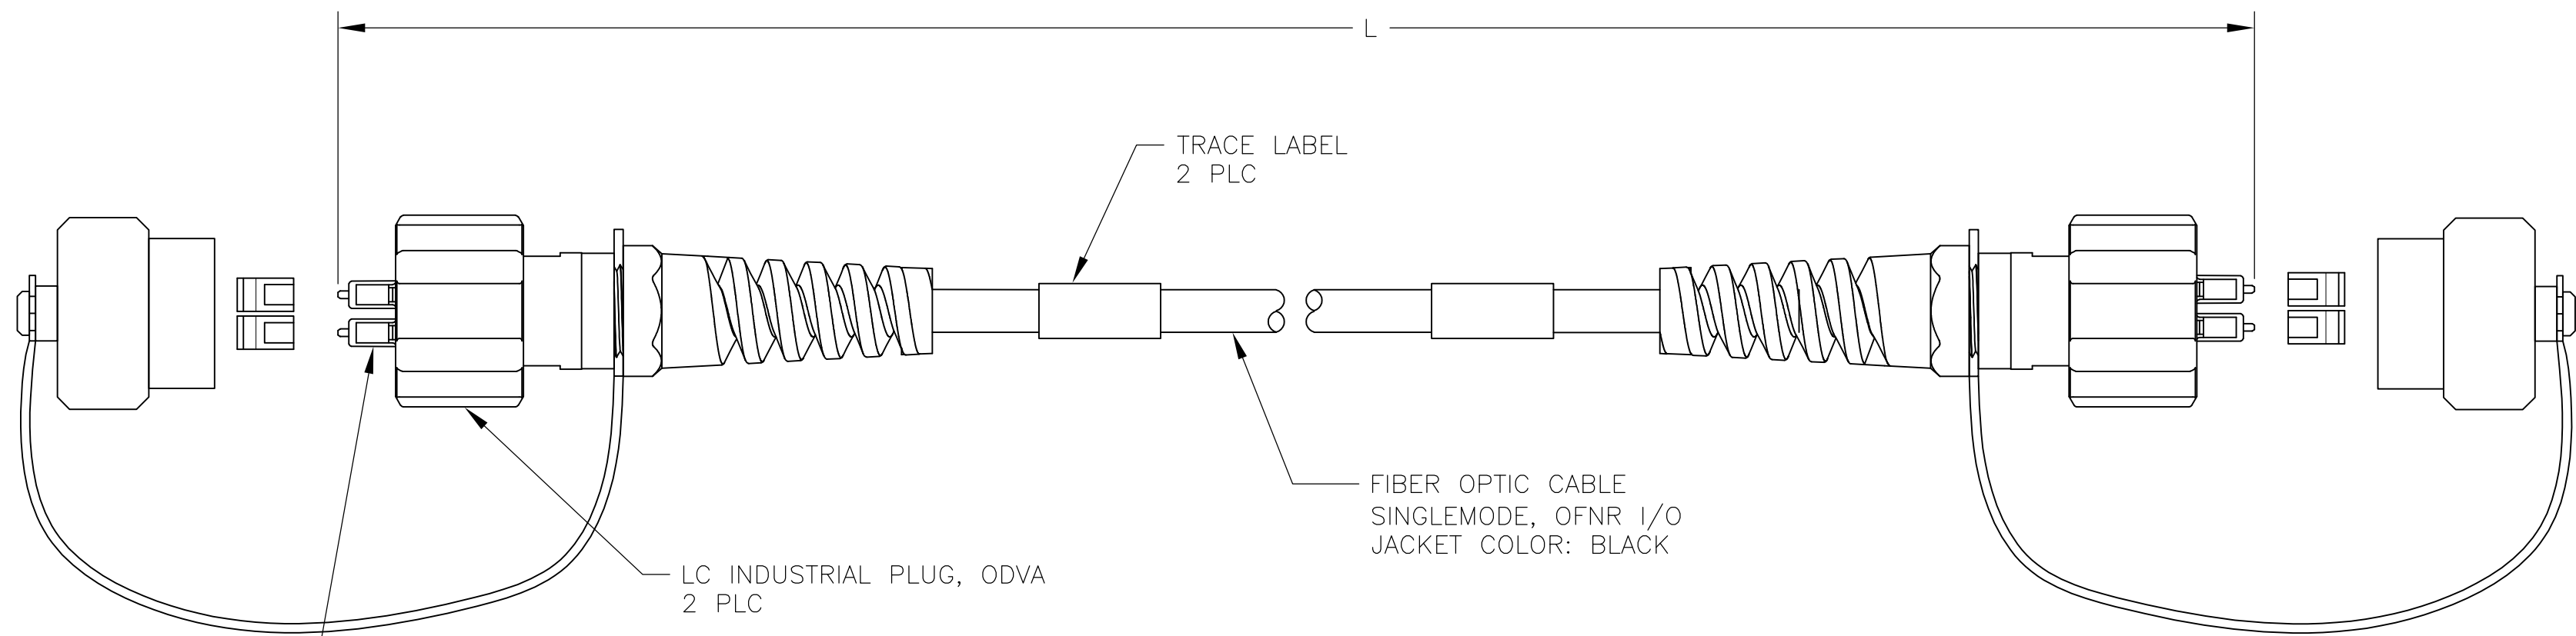 L
TRACE LABEL
2 PLC
FIBER OPTIC CABLE
SINGLEMODE, OFNR I/O
JACKET COLOR: BLACK
LC INDUSTRIAL PLUG, ODVA
2 PLC